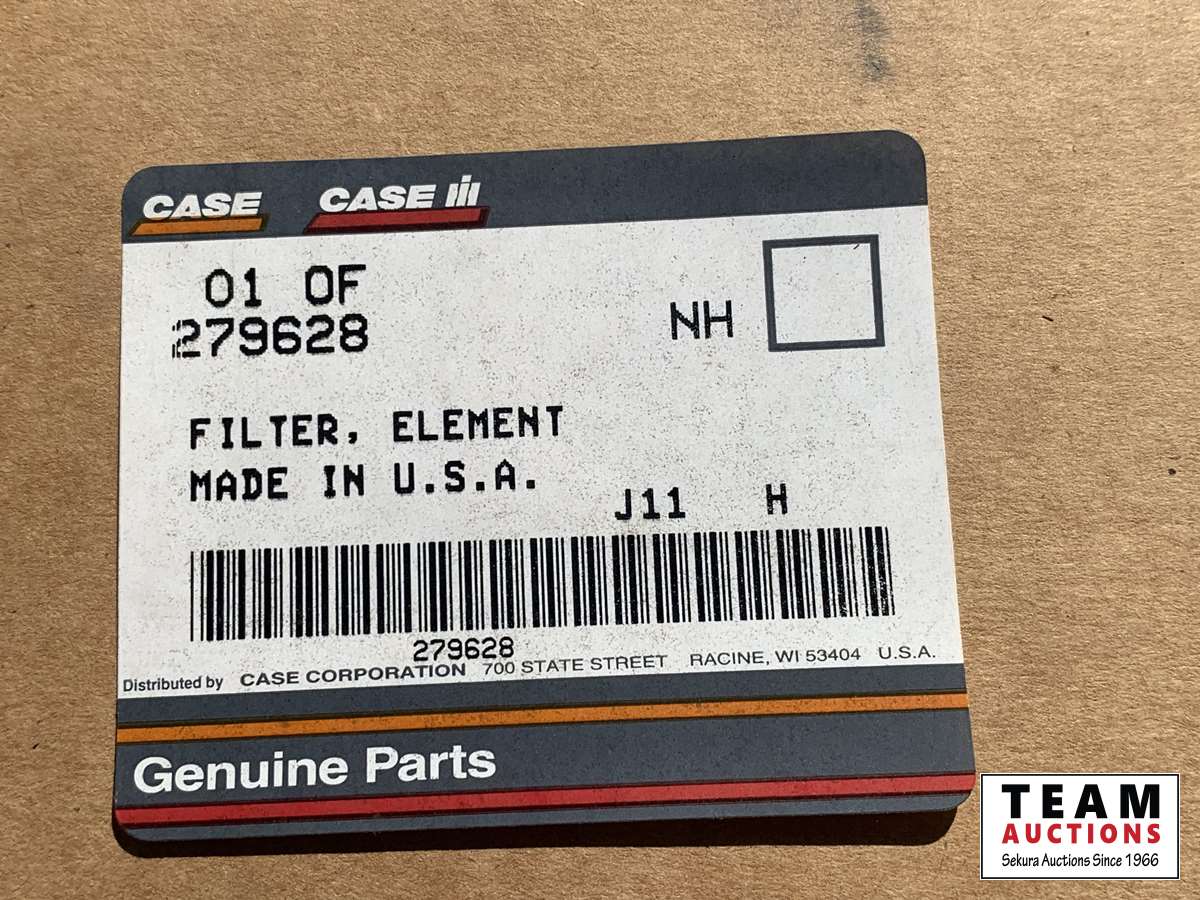 CASE CASE IH
01 OF
279628
NH
FILTER, ELEMENT
MADE IN U.S.A.
J11 H
279628
Distributed by CASE CORPORATION 700 STATE STREET RACINE, WI 53404 U.S.A.
Genuine Parts
TEAM
AUCTIONS
Sekura Auctions Since 1966